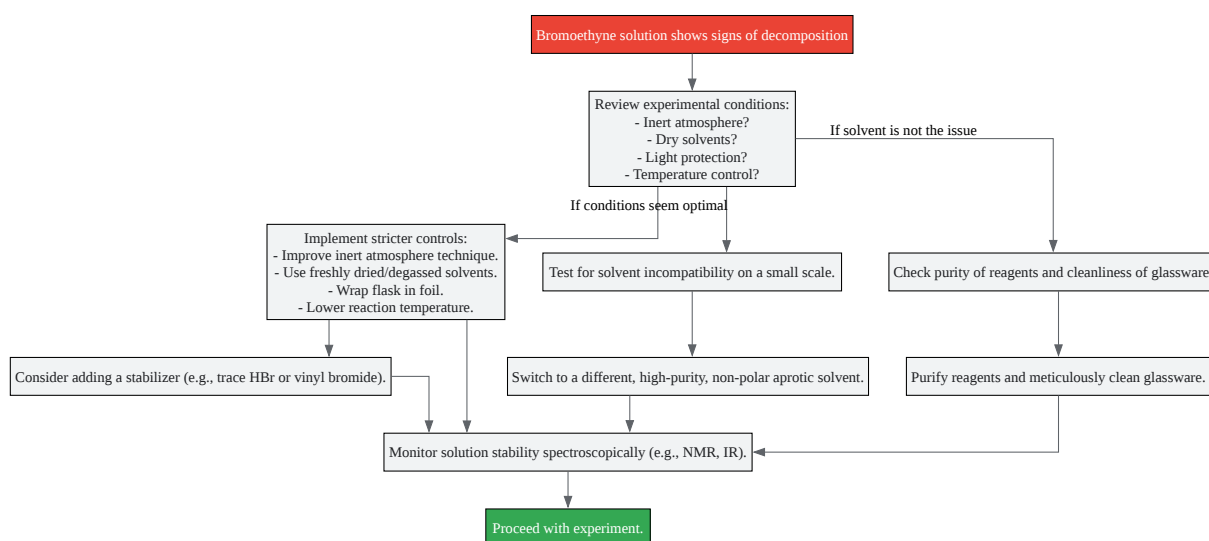 Bromoethyne solution shows signs of decomposition
Review experimental conditions:
- Inert atmosphere?
- Dry solvents?
- Light protection?
- Temperature control?
If solvent is not the issue
If conditions seem optimal
Implement stricter controls:
- Improve inert atmosphere technique.
- Use freshly dried/degassed solvents.
- Wrap flask in foil.
- Lower reaction temperature.
Test for solvent incompatibility on a small scale.
Check purity of reagents and cleanliness of glassware
Consider adding a stabilizer (e.g., trace HBr or vinyl bromide).
Switch to a different, high-purity, non-polar aprotic solvent.
Purify reagents and meticulously clean glassware.
Monitor solution stability spectroscopically (e.g., NMR, IR).
Proceed with experiment.